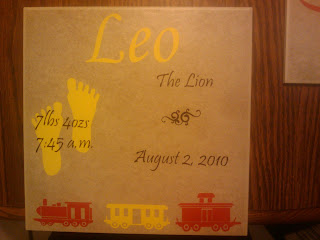 Leo
The Lion
7lbs 4ozs
7:45 a.m.
August 2, 2010